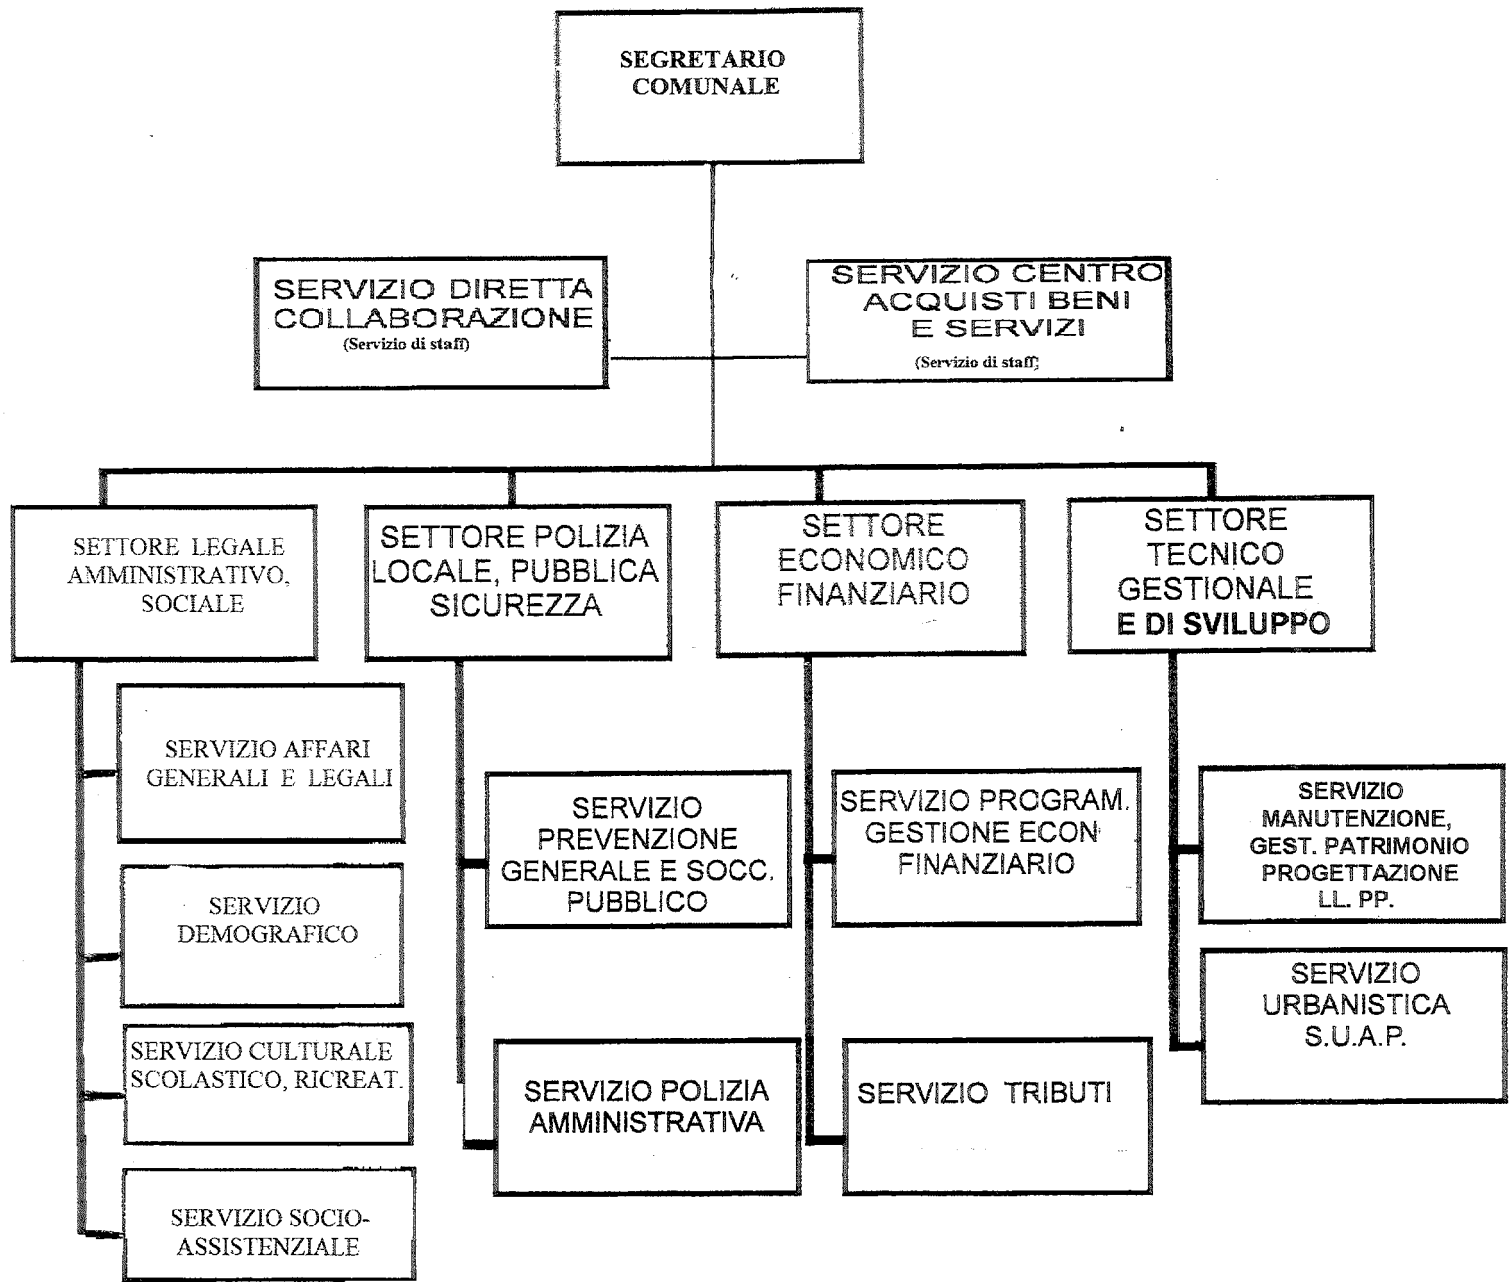 SEGRETARIO
COMUNALE
SERVIZIO DIRETTA
COLLABORAZIONE
(Servizio di staff)
SERVIZIO CENTRO
ACQUISTI BENI
E SERVIZI
(Servizio di staff)
SETTORE LEGALE
AMMINISTRATIVO,
SOCIALE
SETTORE POLIZIA
LOCALE, PUBBLICA
SICUREZZA
SETTORE
ECONOMICO
FINANZIARIO
SETTORE
TECNICO
GESTIONALE
E DI SVILUPPO
SERVIZIO AFFARI
GENERALI E LEGALI
SERVIZIO
DEMOGRAFICO
SERVIZIO CULTURALE
SCOLASTICO, RICREAT.
SERVIZIO SOCIO-
ASSISTENZIALE
SERVIZIO
PREVENZIONE
GENERALE E SOCC.
PUBBLICO
SERVIZIO POLIZIA
AMMINISTRATIVA
SERVIZIO PROGRAM.
GESTIONE ECON
FINANZIARIO
SERVIZIO TRIBUTI
SERVIZIO
MANUTENZIONE,
GEST. PATRIMONIO
PROGETTAZIONE
LL. PP.
SERVIZIO
URBANISTICA
S.U.A.P.